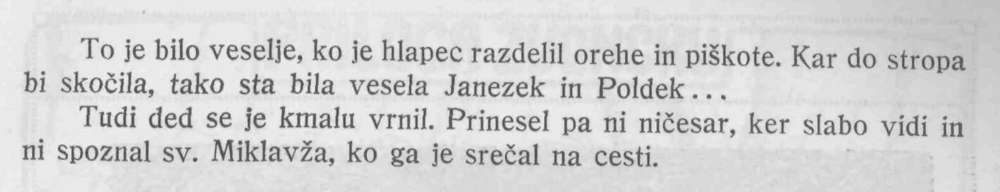 To je bilo veselje, ko je hlapec razdelil orehe in piškote. Kar do stropa
bi skočila, tako sta bila vesela Janezek in Poldek...
Tudi ded se je kmalu vrnil. Prinesel pa ni ničesar, ker slabo vidi in
ni spoznal sv. Miklavža, ko ga je srečal na cesti.